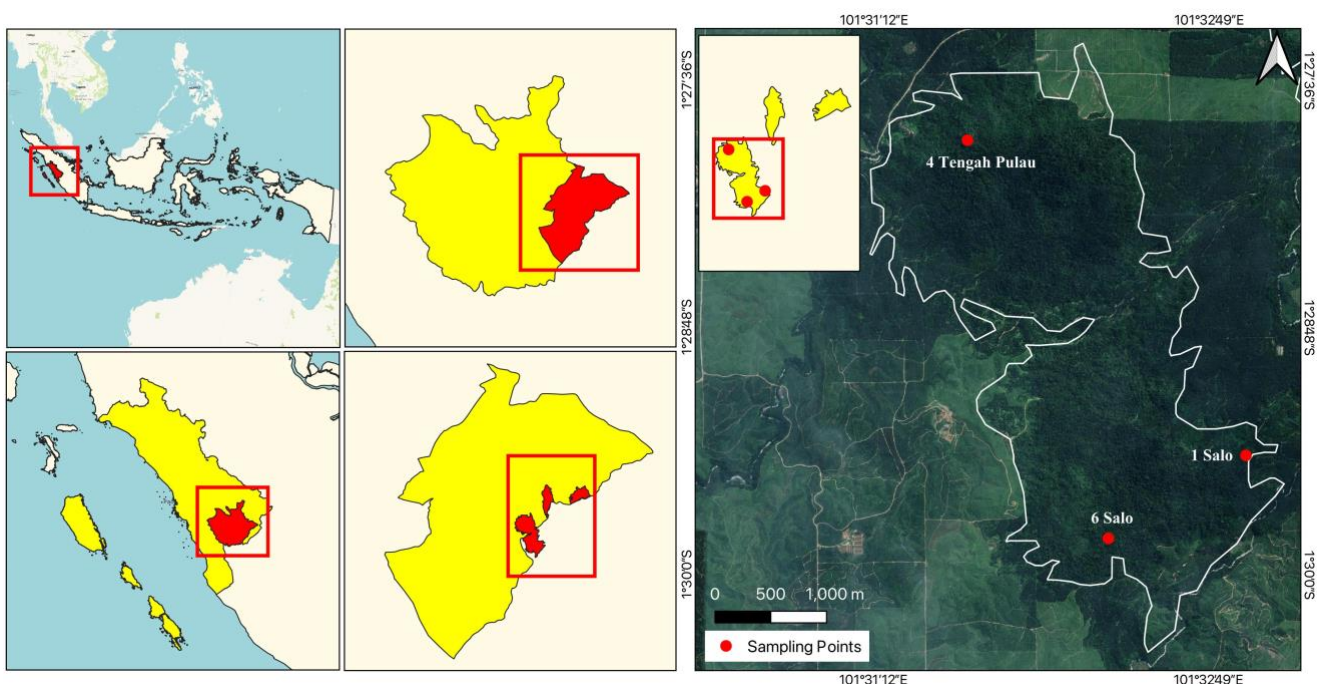 101°31'12"E 101°32'49"E
1°27'36"S
1°27'36"S
4 Tengah Pulau
1°28'48"S
1°28'48"S
1 Salo
6 Salo
1°30'0"S
1°30'0"S
0 500 1,000 m
Sampling Points
101°31'12"E 101°32'49"E